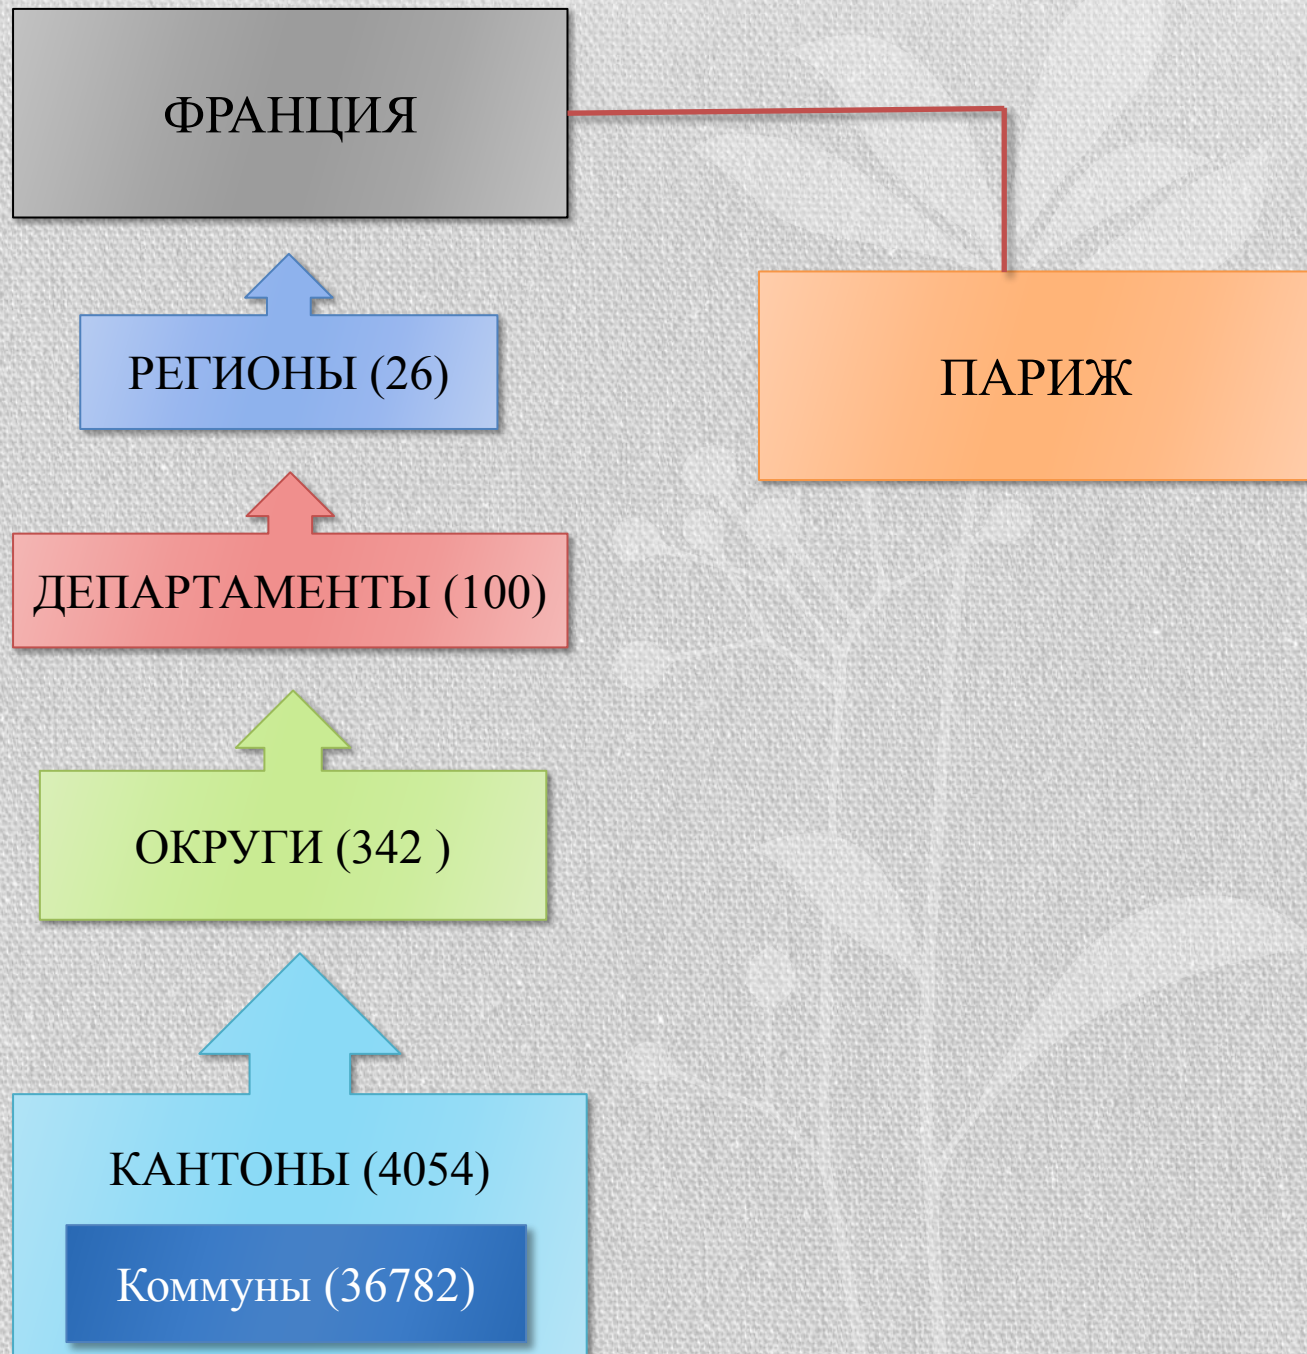 ФРАНЦИЯ
РЕГИОНЫ (26)
ПАРИЖ
ДЕПАРТАМЕНТЫ (100)
ОКРУГИ (342 )
КАНТОНЫ (4054)
Коммуны (36782)